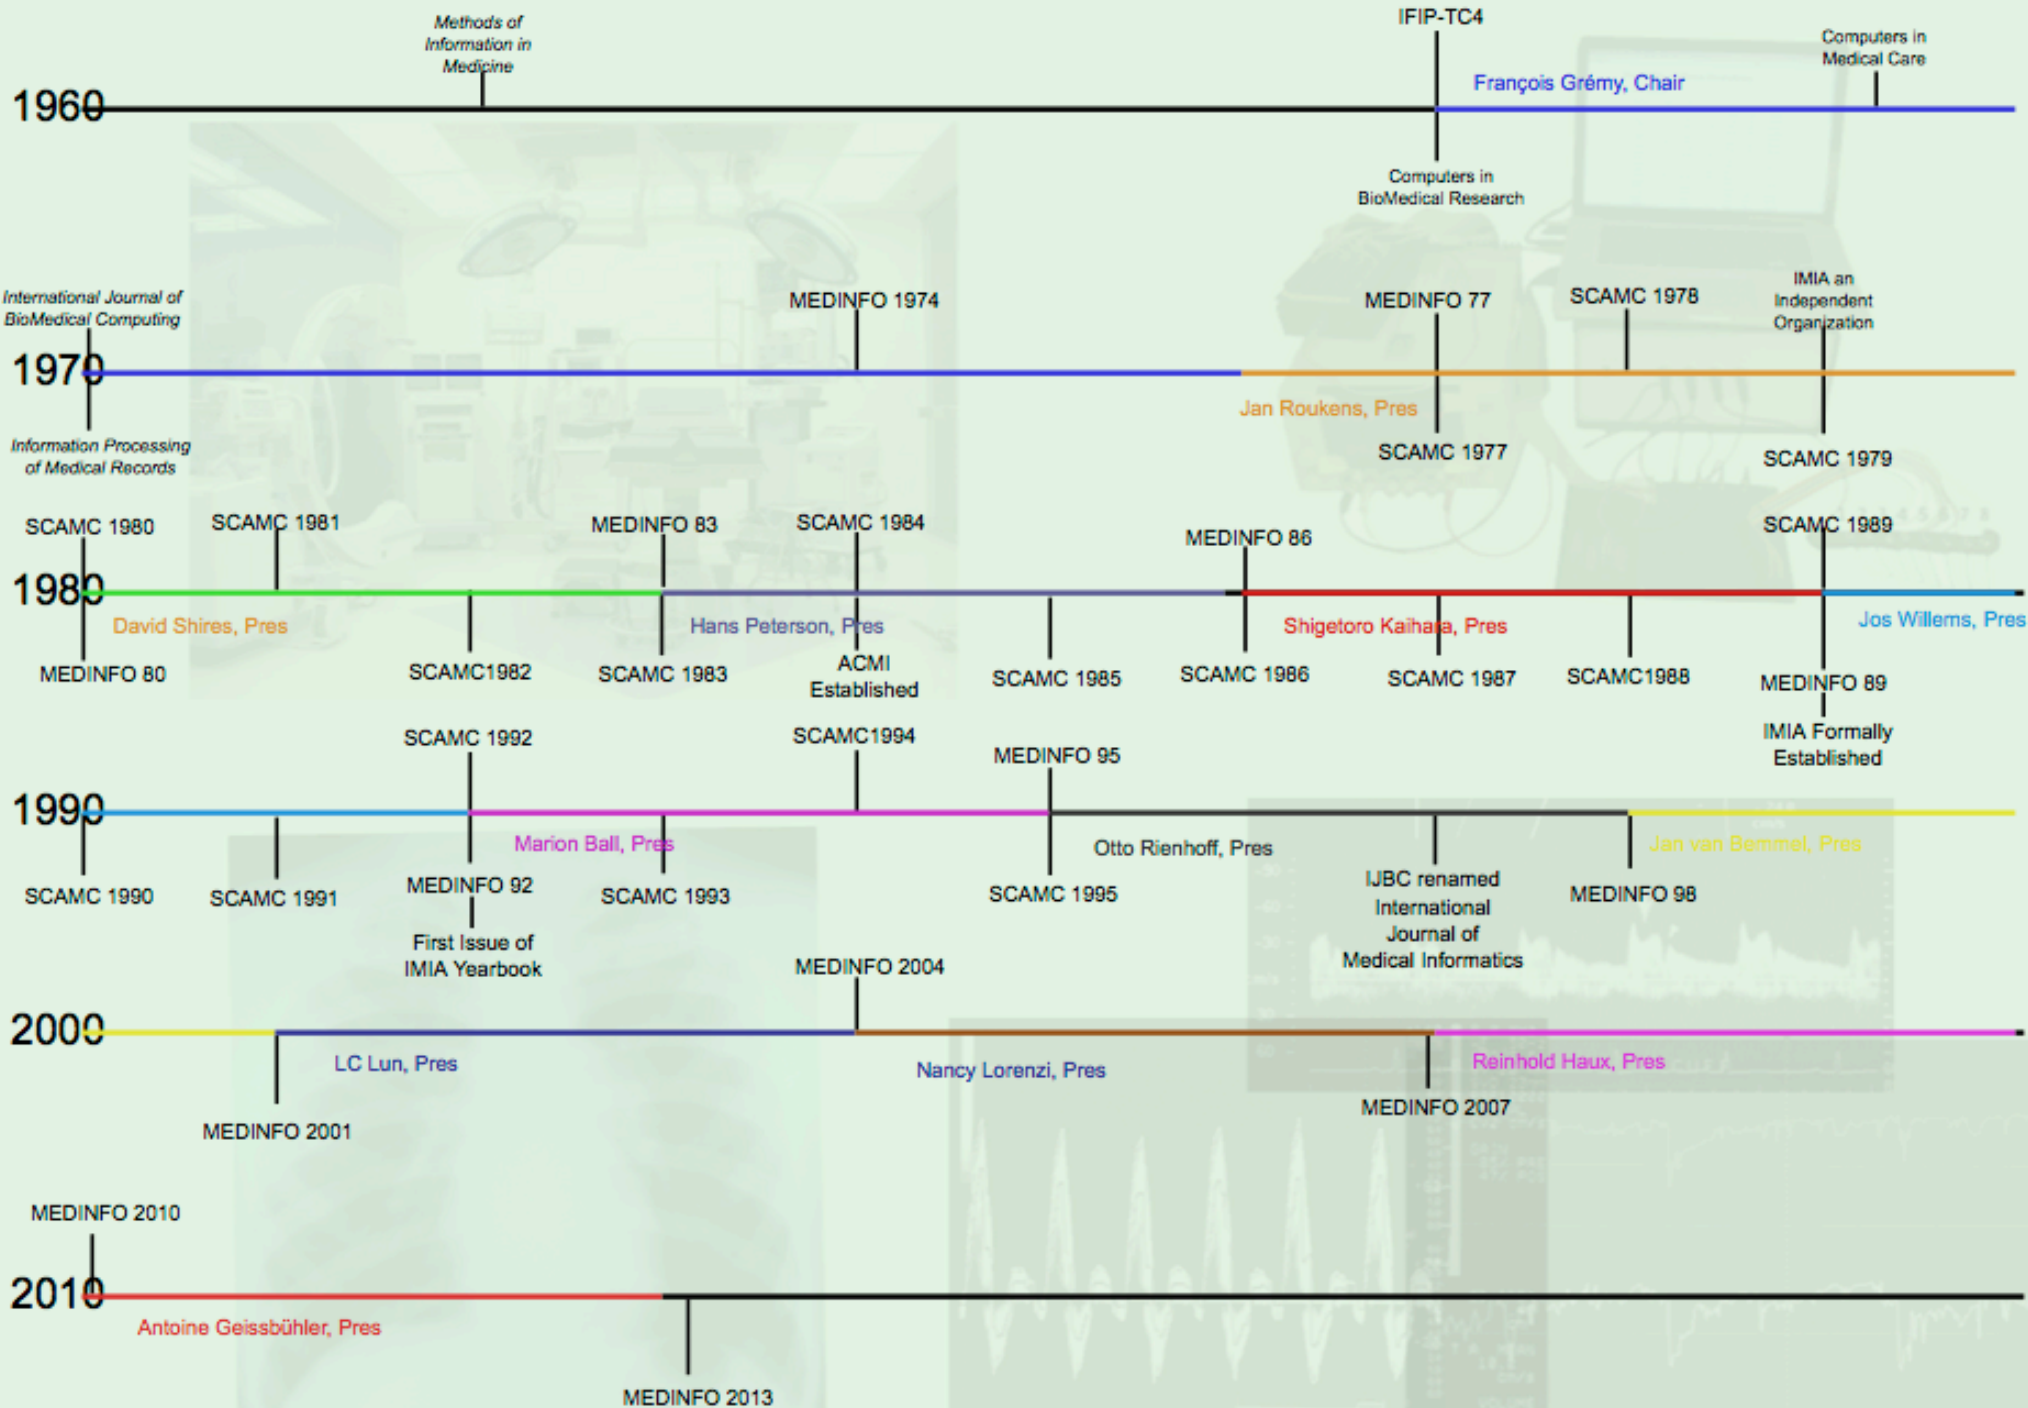 Methods of
Information in
Medicine
IFIP-TC4
Computers in
Medical Care
François Grémy, Chair
1960
Computers in
BioMedical Research
International Journal of
BioMedical Computing
MEDINFO 1974
MEDINFO 77
SCAMC 1978
IMIA an
Independent
Organization
1970
Jan Roukens, Pres
Information Processing
of Medical Records
SCAMC 1977
SCAMC 1979
SCAMC 1980
SCAMC 1981
MEDINFO 83
SCAMC 1984
MEDINFO 86
SCAMC 1989
1980
David Shires, Pres
Hans Peterson, Pres
Shigetoro Kaihara, Pres
Jos Willems, Pres
MEDINFO 80
SCAMC1982
SCAMC 1983
ACMI
Established
SCAMC 1985
SCAMC 1986
SCAMC 1987
SCAMC1988
MEDINFO 89
IMIA Formally
Established
SCAMC 1992
SCAMC1994
MEDINFO 95
1990
Marion Ball, Pres
Otto Rienhoff, Pres
Jan van Bemmel, Pres
SCAMC 1990
SCAMC 1991
MEDINFO 92
First Issue of
IMIA Yearbook
SCAMC 1993
SCAMC 1995
IJBC renamed
International
Journal of
Medical Informatics
MEDINFO 98
MEDINFO 2004
2000
LC Lun, Pres
Nancy Lorenzi, Pres
Reinhold Haux, Pres
MEDINFO 2001
MEDINFO 2007
MEDINFO 2010
2010
Antoine Geissbühler, Pres
MEDINFO 2013